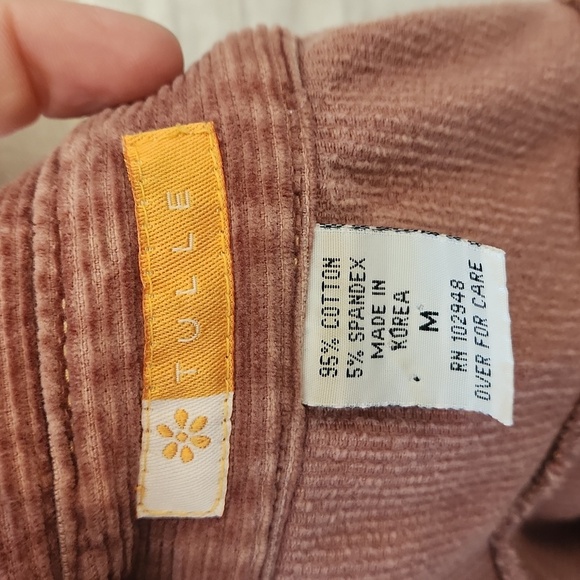 TULLE
95% COTTON
5% SPANDEX
MADE IN
KOREA
M
RN 102948
OVER FOR CARE